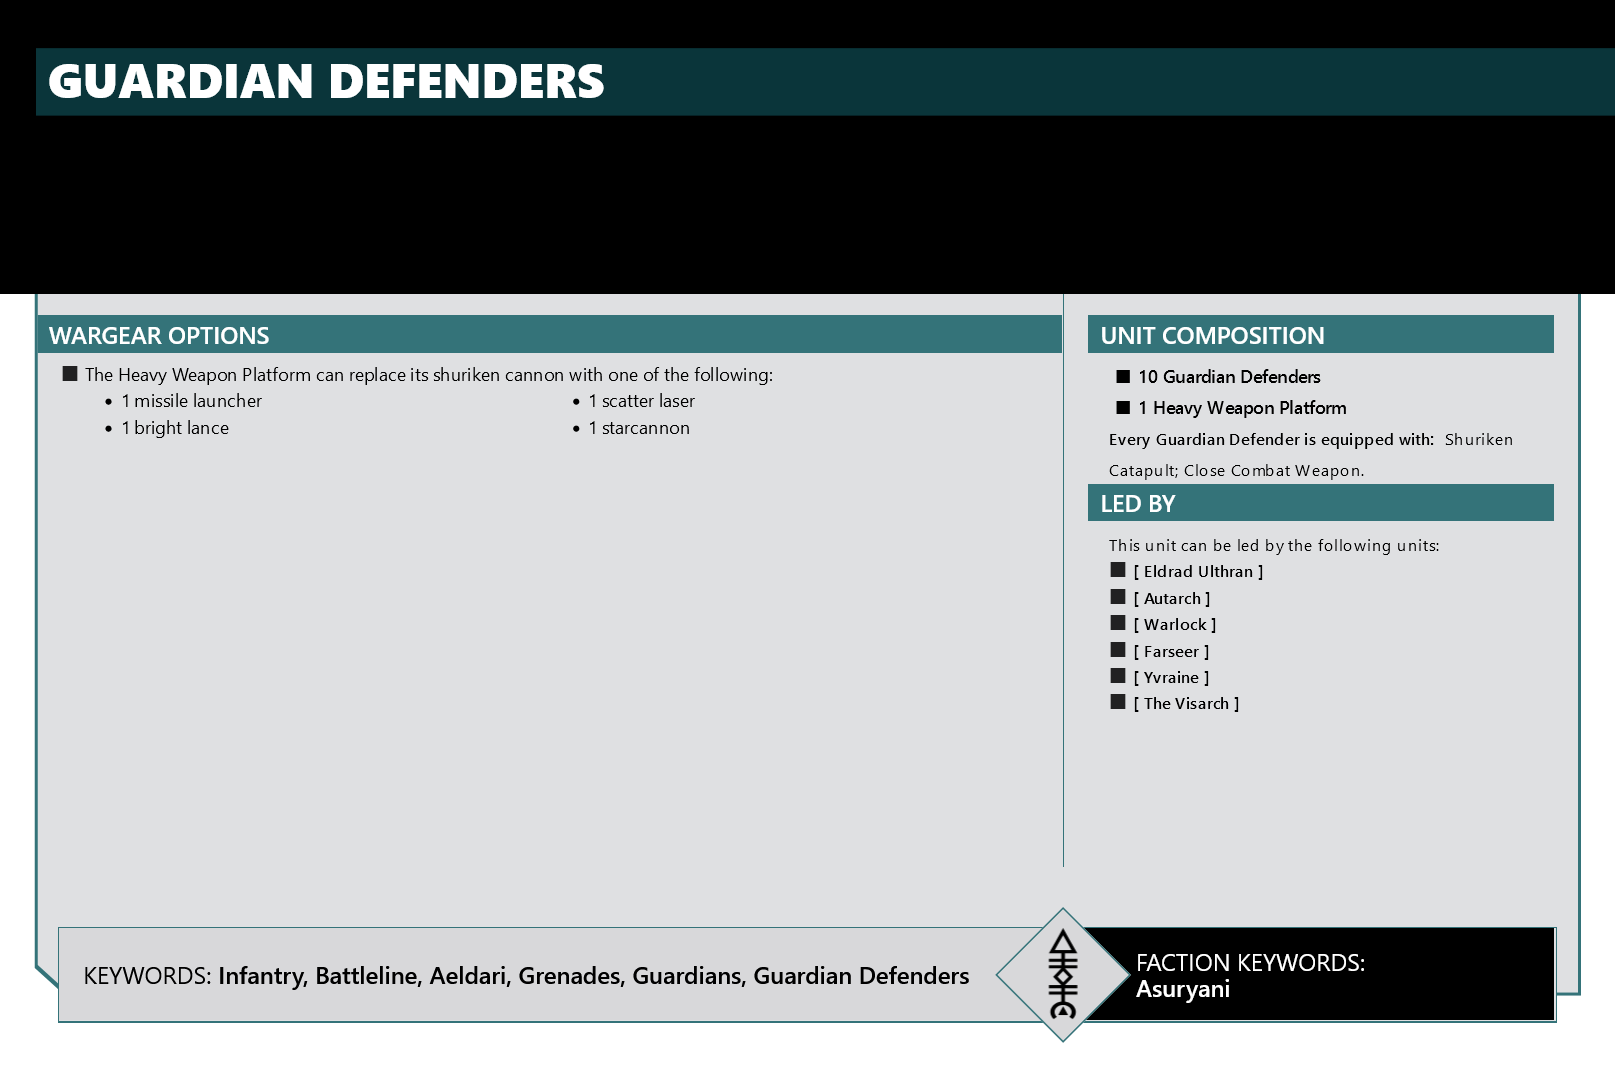 GUARDIAN DEFENDERS
WARGEAR OPTIONS
The Heavy Weapon Platform can replace its shuriken cannon with one of the following:
• 1 missile launcher
• 1 bright lance
• 1 scatter laser
• 1 starcannon
UNIT COMPOSITION
■ 10 Guardian Defenders
■ 1 Heavy Weapon Platform
Every Guardian Defender is equipped with: Shuriken
Catapult; Close Combat Weapon.
LED BY
This unit can be led by the following units:
■ [ Eldrad Ulthran ]
■ [ Autarch ]
■ [ Warlock ]
■ [ Farseer ]
■ [ Yvraine ]
■ [ The Visarch ]
KEYWORDS: Infantry, Battleline, Aeldari, Grenades, Guardians, Guardian Defenders
FACTION KEYWORDS:
Asuryani